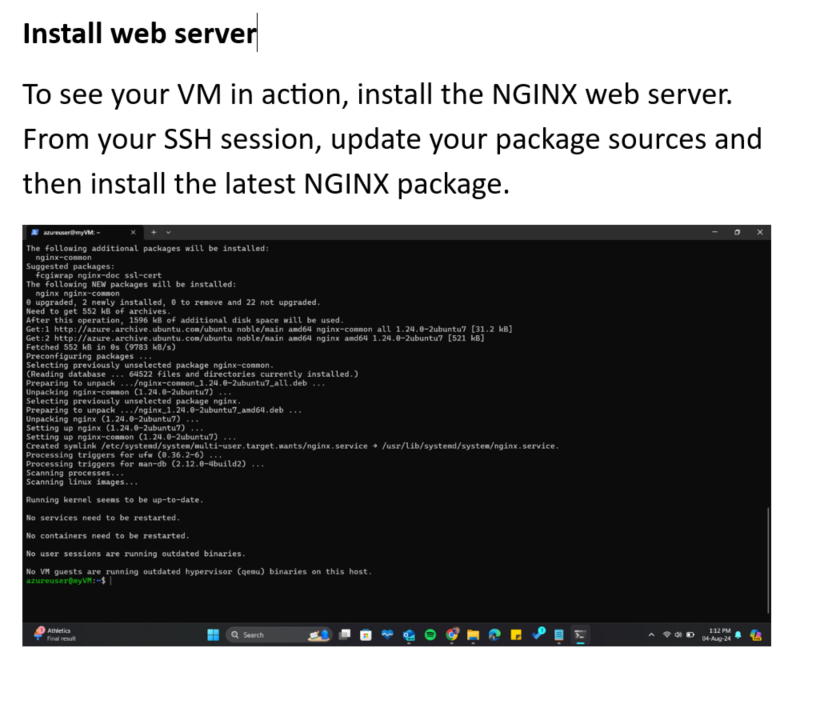 Install web server
To see your VM in action, install the NGINX web server.
From your SSH session, update your package sources and
then install the latest NGINX package.
azureuser@myVM: ~
The following additional packages will be installed:
nginx-common
Suggested packages:
fcgiwrap nginx-doc ssl-cert
The following NEW packages will be installed:
nginx nginx-common
0 upgraded, 2 newly installed, 0 to remove and 22 not upgraded.
Need to get 552 kB of archives.
After this operation, 1596 kB of additional disk space will be used.
Get:1 http://azure.archive.ubuntu.com/ubuntu noble/main amd64 nginx-common all 1.24.0-2ubuntu7 [31.2 kB]
Get:2 http://azure.archive.ubuntu.com/ubuntu noble/main amd64 nginx amd64 1.24.0-2ubuntu7 [521 kB]
Fetched 552 kB in 0s (9783 kB/s)
Preconfiguring packages ...
Selecting previously unselected package nginx-common.
(Reading database ... 64522 files and directories currently installed.)
Preparing to unpack .../nginx-common_1.24.0-2ubuntu7_all.deb ...
Unpacking nginx-common (1.24.0-2ubuntu7) ...
Selecting previously unselected package nginx.
Preparing to unpack .../nginx_1.24.0-2ubuntu7_amd64.deb ...
Unpacking nginx (1.24.0-2ubuntu7) ...
Setting up nginx (1.24.0-2ubuntu7) ...
Setting up nginx-common (1.24.0-2ubuntu7) ...
Created symlink /etc/systemd/system/multi-user.target.wants/nginx.service → /usr/lib/systemd/system/nginx.service.
Processing triggers for ufw (0.36.2-6) ...
Processing triggers for man-db (2.12.0-4build2) ...
Scanning processes...
Scanning linux images...
Running kernel seems to be up-to-date.
No services need to be restarted.
No containers need to be restarted.
No user sessions are running outdated binaries.
No VM guests are running outdated hypervisor (qemu) binaries on this host.
azureuser@myVM:~$
Athletics
Final result
Search
1:12 PM
04-Aug-24